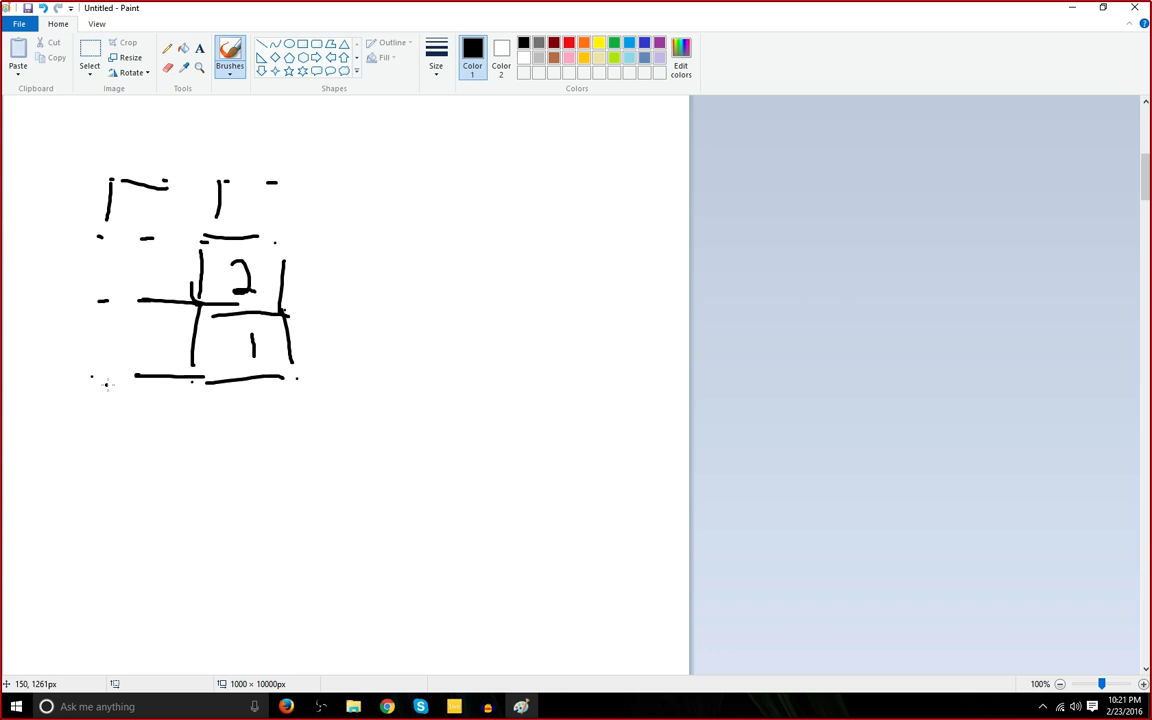 Untitled - Paint
File Home View
Paste
Cut
Copy
Select
Crop
Resize
Rotate
Brushes
Outline
Fill
Size
Color 1
Color 2
Edit colors
Clipboard Image Tools Shapes Colors
2
1
150, 1261px 1000 × 10000px 100%
Ask me anything
10:21 PM
2/23/2016